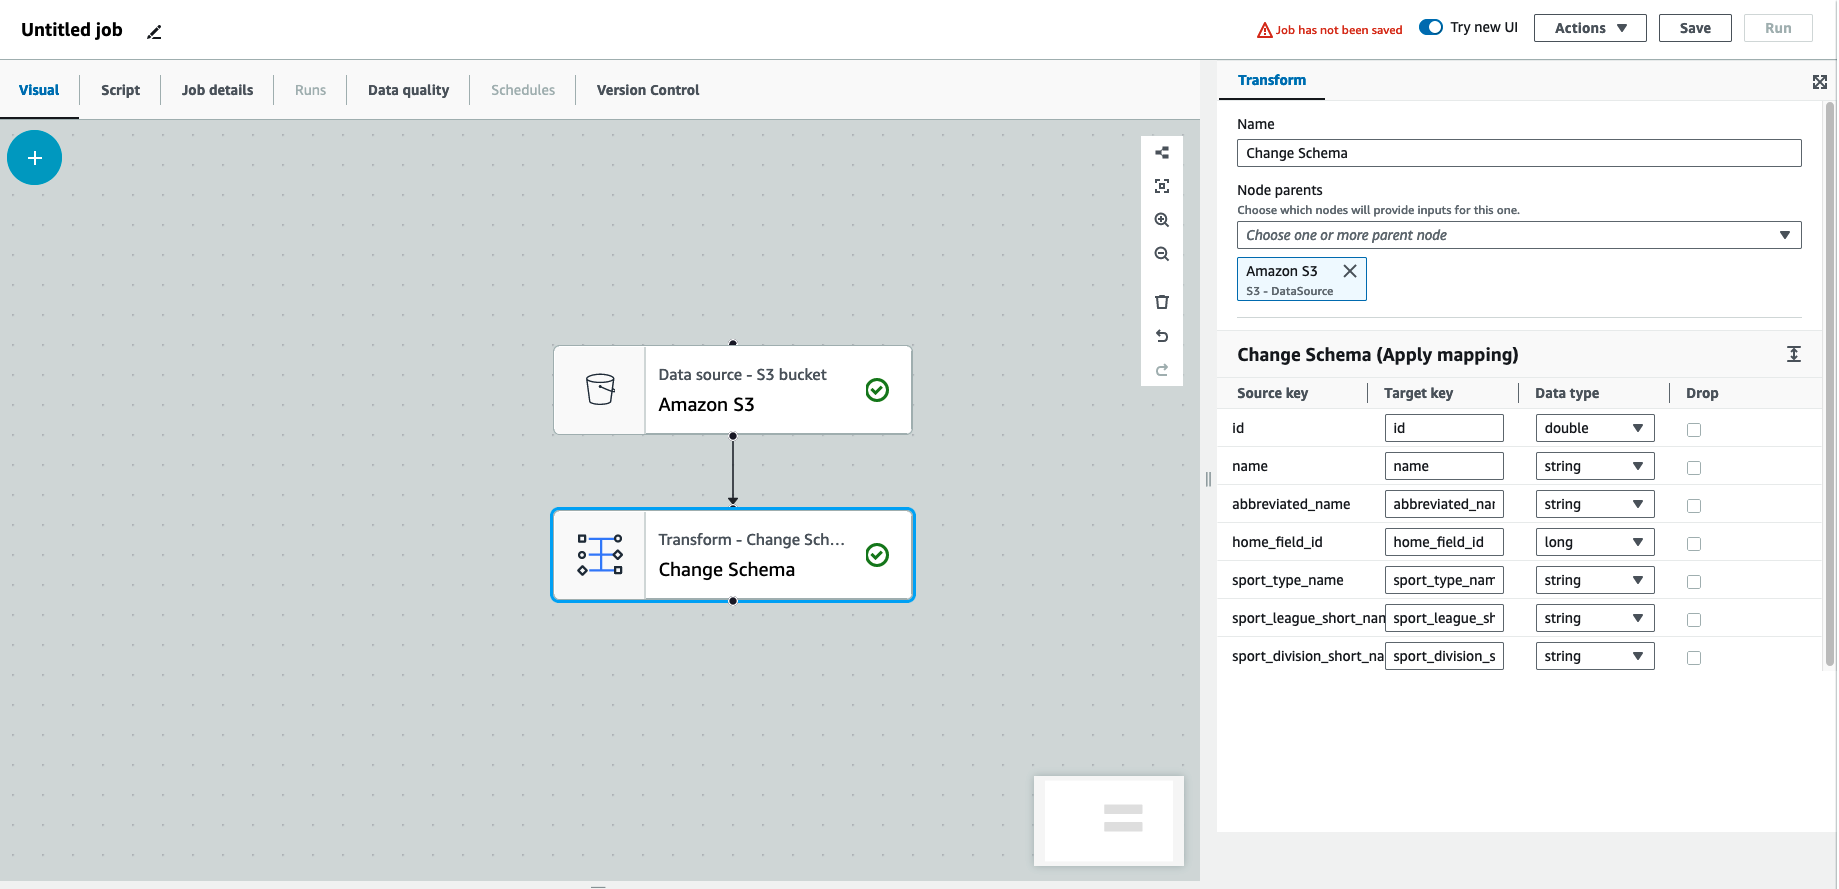 Untitled job
Job has not been saved
Try new UI
Actions
Save
Run
Visual
Script
Job details
Runs
Data quality
Schedules
Version Control
+
Data source - S3 bucket
Amazon S3
Transform - Change Sch...
Change Schema
Transform
Name
Change Schema
Node parents
Choose which nodes will provide inputs for this one.
Choose one or more parent node
Amazon S3
S3 - DataSource
Change Schema (Apply mapping)
Source key Target key Data type Drop
id id double
name name string
abbreviated_name abbreviated_nar string
home_field_id home_field_id long
sport_type_name sport_type_nam string
sport_league_short_nam sport_league_sh string
sport_division_short_na sport_division_s string